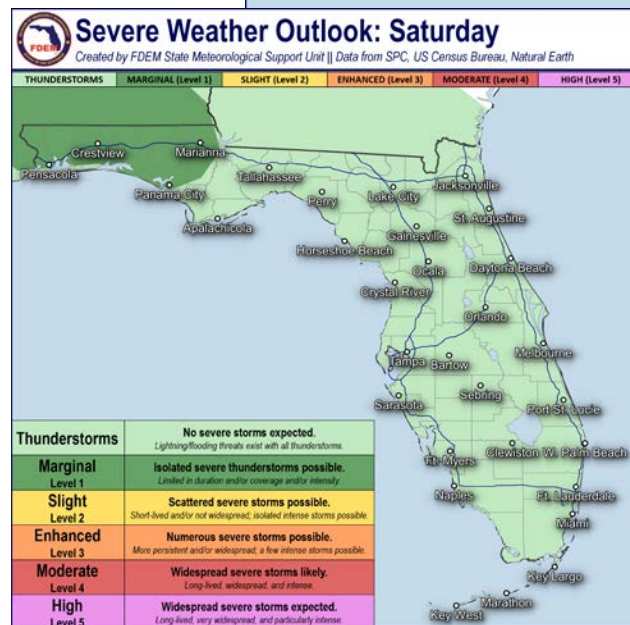 FDEM
Severe Weather Outlook: Saturday
Created by FDEM State Meteorological Support Unit || Data from SPC, US Census Bureau, Natural Earth
THUNDERSTORMS MARGINAL (Level 1) SLIGHT (Level 2) ENHANCED (Level 3) MODERATE (Level 4) HIGH (Level 5)
Crestview
Marianna
Pensacola
Tallahassee
Jacksonville
Panama City
Perry
Lake City
Apalachicola
St. Augustine
Gainesville
Horseshoe Beach
Ocala
Daytona Beach
Crystal River
Orlando
Tampa
Bartow
Melbourne
Sarasota
Sebring
Port St. Lucie
Ft. Myers
Clewiston
W. Palm Beach
Naples
Ft. Lauderdale
Miami
Key Largo
Marathon
Key West
Thunderstorms
No severe storms expected.
Lightning/flooding threats exist with all thunderstorms.
Marginal
Level 1
Isolated severe thunderstorms possible.
Limited in duration and/or coverage and/or intensity.
Slight
Level 2
Scattered severe storms possible.
Short-lived and/or not widespread; isolated intense storms possible.
Enhanced
Level 3
Numerous severe storms possible.
More persistent and/or widespread; a few intense storms possible.
Moderate
Level 4
Widespread severe storms likely.
Long-lived, widespread, and intense.
High
Level 5
Widespread severe storms expected.
Long-lived, very widespread, and particularly intense